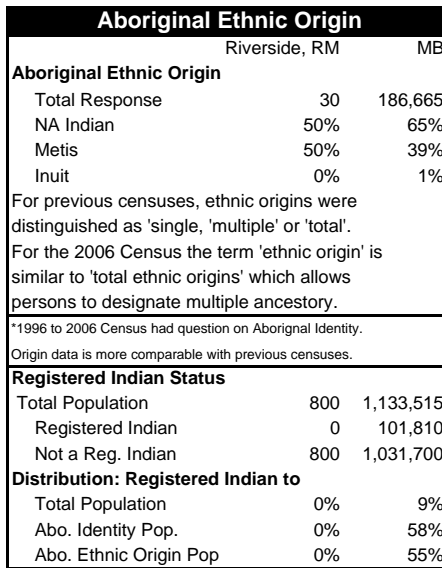 Aboriginal Ethnic Origin
Riverside, RM MB
Aboriginal Ethnic Origin
Total Response 30 186,665
NA Indian 50% 65%
Metis 50% 39%
Inuit 0% 1%
For previous censuses, ethnic origins were
distinguished as 'single, 'multiple' or 'total'.
For the 2006 Census the term 'ethnic origin' is
similar to 'total ethnic origins' which allows
persons to designate multiple ancestory.
*1996 to 2006 Census had question on Aborignal Identity.
Origin data is more comparable with previous censuses.
Registered Indian Status
Total Population 800 1,133,515
Registered Indian 0 101,810
Not a Reg. Indian 800 1,031,700
Distribution: Registered Indian to
Total Population 0% 9%
Abo. Identity Pop. 0% 58%
Abo. Ethnic Origin Pop 0% 55%